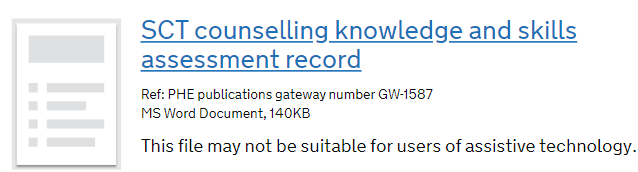 SCT counselling knowledge and skills
assessment record
Ref: PHE publications gateway number GW-1587
MS Word Document, 140KB
This file may not be suitable for users of assistive technology.